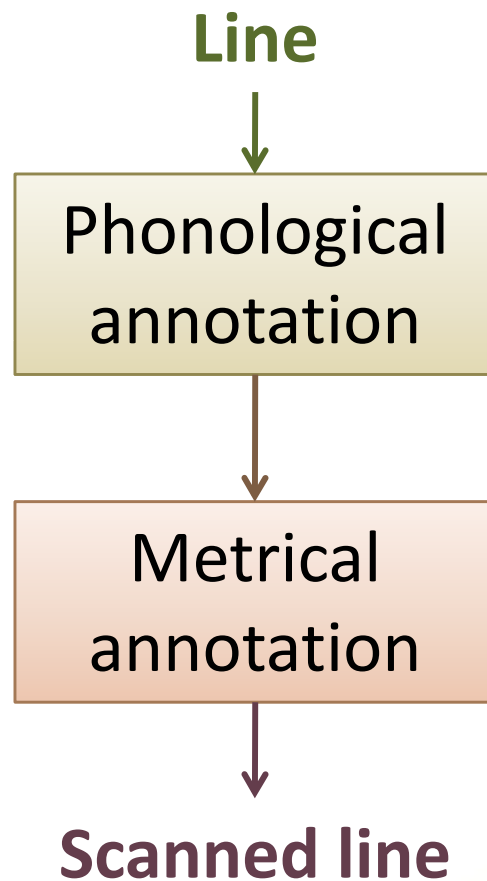 Line
Phonological
annotation
Metrical
annotation
Scanned line